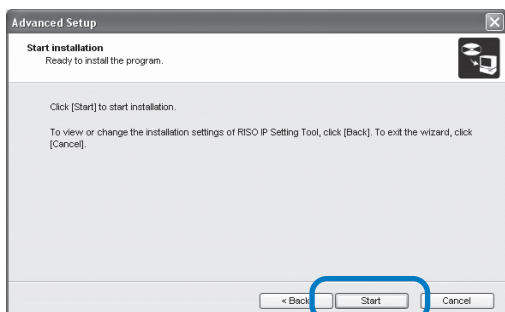 Advanced Setup
Start installation
Ready to install the program.
Click [Start] to start installation.
To view or change the installation settings of RISO IP Setting Tool, click [Back]. To exit the wizard, click
[Cancel].
< Back Start Cancel